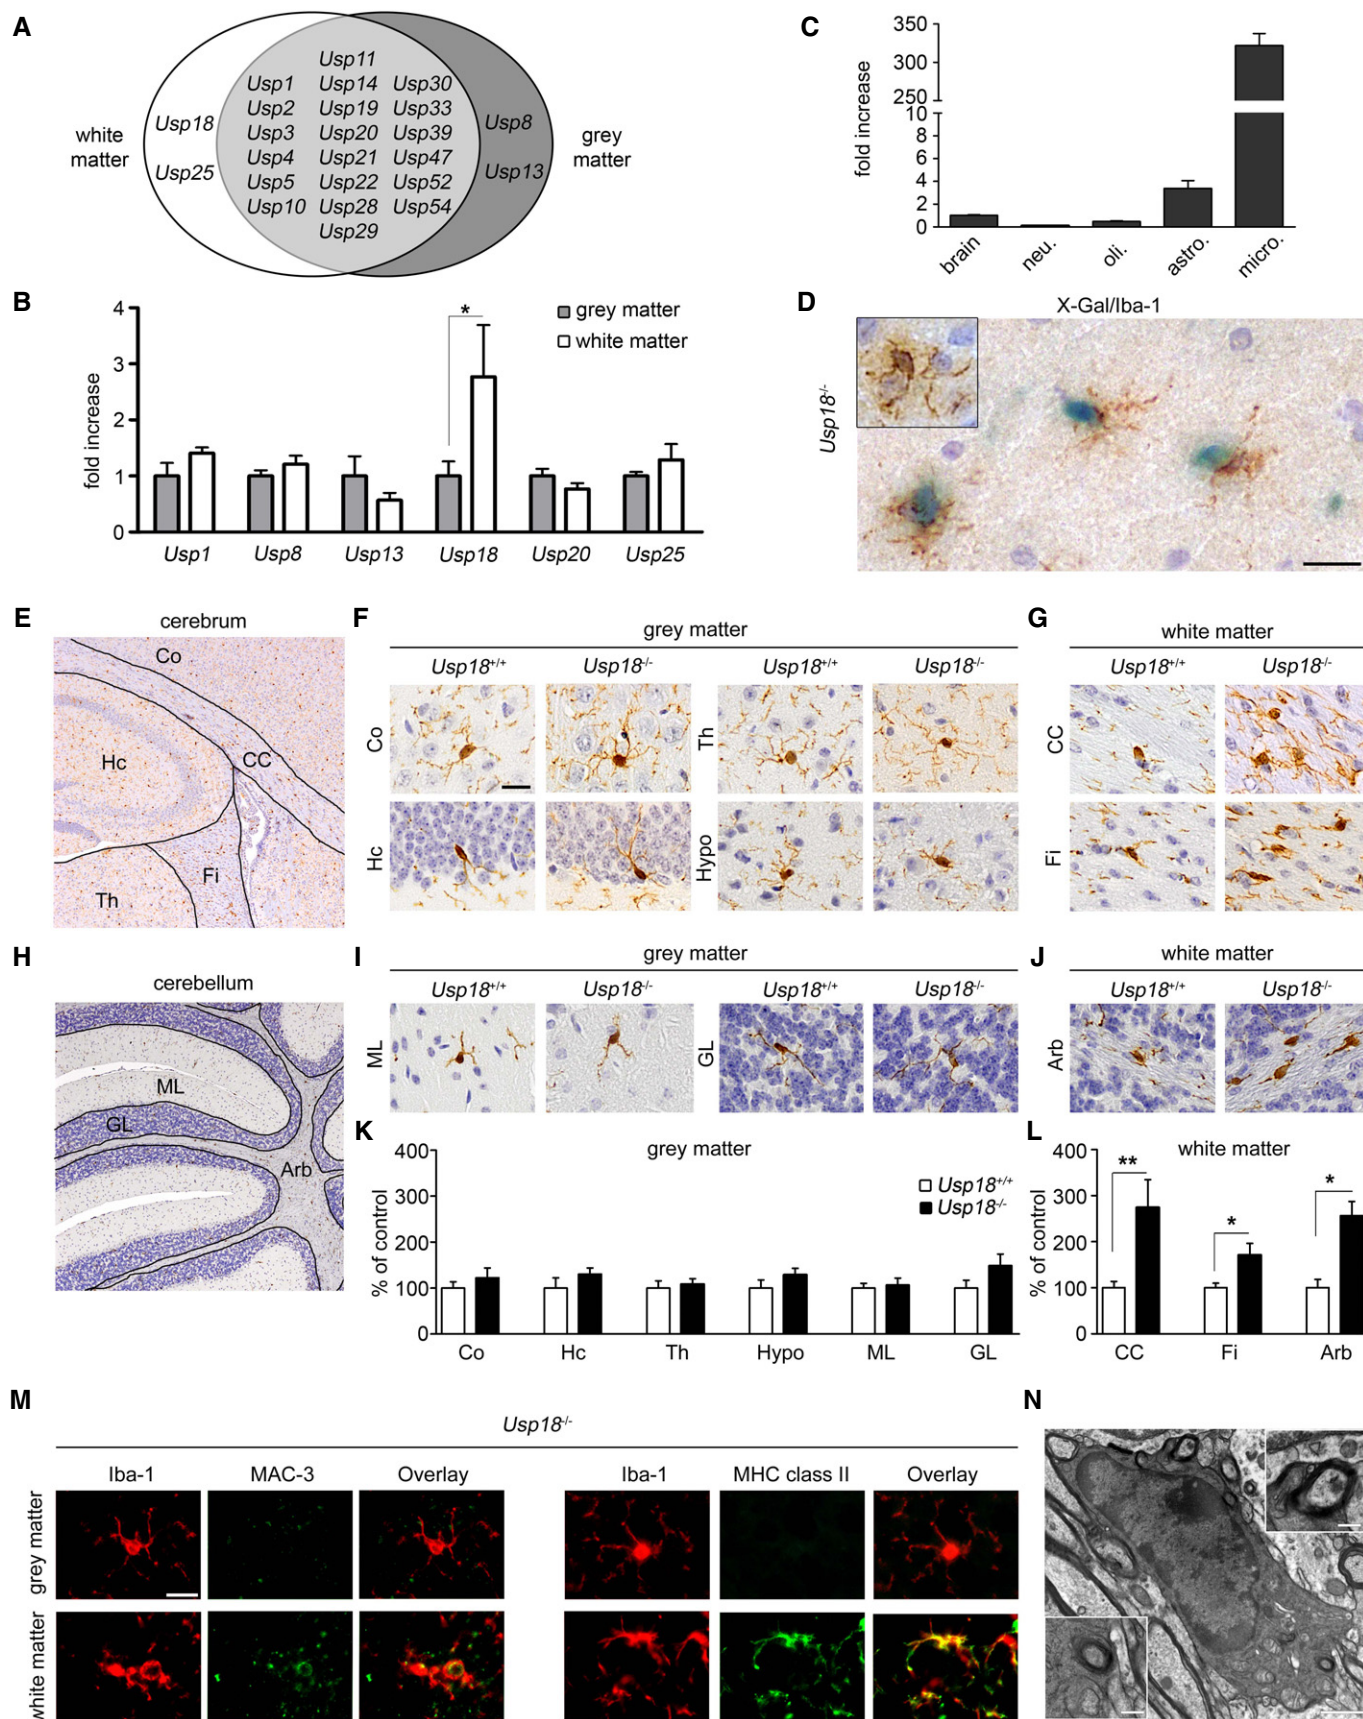 A
white matter
grey matter
Usp18
Usp25
Usp11
Usp1 Usp14 Usp30
Usp2 Usp19 Usp33
Usp3 Usp20 Usp39
Usp4 Usp21 Usp47
Usp5 Usp22 Usp52
Usp10 Usp28 Usp54
Usp29
Usp8
Usp13
C
fold increase
350
300
250
10
8
6
4
2
0
brain neu. oli. astro. micro.
B
fold increase
4
3
2
1
0
*
grey matter
white matter
Usp1 Usp8 Usp13 Usp18 Usp20 Usp25
D
X-Gal/Iba-1
Usp18-/-
E
cerebrum
Co
Hc
CC
Fi
Th
F
grey matter
Usp18+/+ Usp18-/- Usp18+/+ Usp18-/-
Co
Th
Hc
Hypo
G
white matter
Usp18+/+ Usp18-/-
CC
Fi
H
cerebellum
ML
GL
Arb
I
grey matter
Usp18+/+ Usp18-/- Usp18+/+ Usp18-/-
ML
GL
J
white matter
Usp18+/+ Usp18-/-
Arb
K
grey matter
% of control
400
300
200
100
0
Usp18+/+
Usp18-/-
Co Hc Th Hypo ML GL
L
white matter
% of control
400
300
200
100
0
**
*
*
CC Fi Arb
M
Usp18-/-
Iba-1 MAC-3 Overlay Iba-1 MHC class II Overlay
grey matter
white matter
N